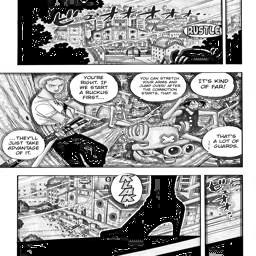 RUSTLE
IT'S KIND
OF FAR!
THAT'S A
LOT OF
GUARDS.
YOU CAN STRETCH
YOUR ARMS AND
JUMP OVER! AFTER
THE COMMOTION
STARTS, THAT IS.
YOU'RE
RIGHT. IF
WE START
A RUCKUS
FIRST...
...THEY'LL
JUST TAKE
ADVANTAGE
OF IT.